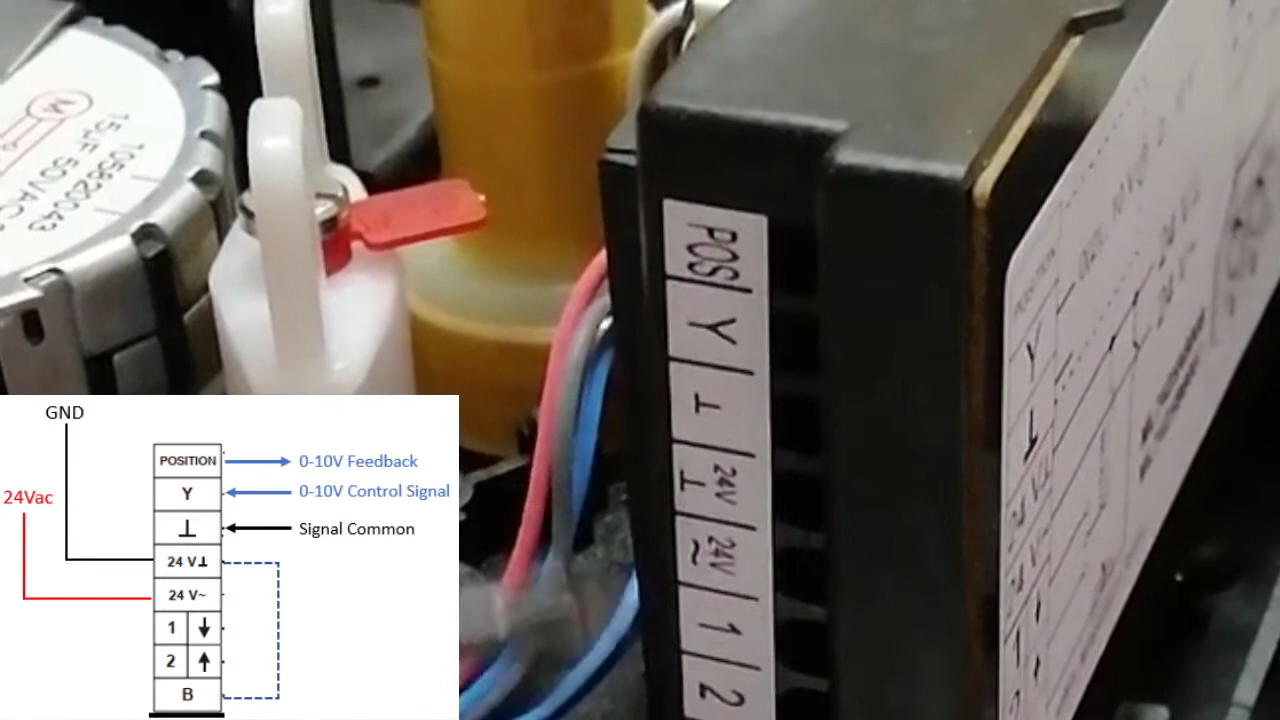 M
15µF 50VAC
105820043
POS
Y
⊥
24V
⊥
24V
~
1
2
Y
⊥
GND
24Vac
POSITION
0-10V Feedback
Y
0-10V Control Signal
⊥
Signal Common
24 V⊥
24 V~
1 ↓
2 ↑
B